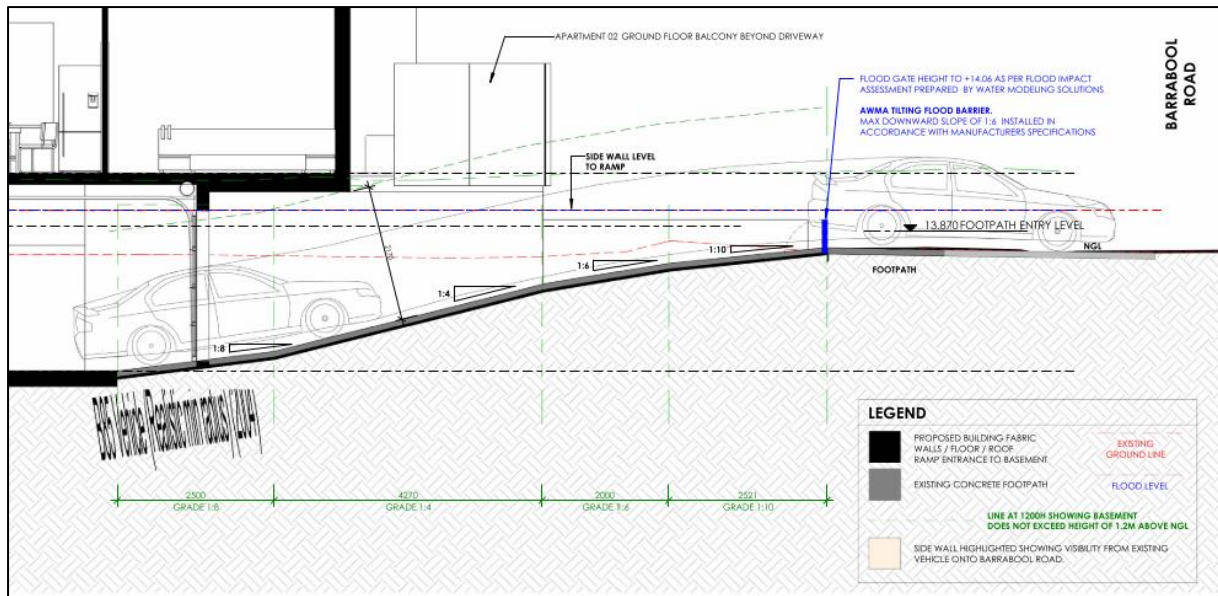 APARTMENT 02 GROUND FLOOR BALCONY BEYOND DRIVEWAY
BARRABOOL
ROAD
FLOOD GATE HEIGHT TO +14.06 AS PER FLOOD IMPACT
ASSESSMENT PREPARED BY WATER MODELING SOLUTIONS
AWMA TILTING FLOOD BARRIER.
MAX DOWNWARD SLOPE OF 1:6 INSTALLED IN
ACCORDANCE WITH MANUFACTURERS SPECIFICATIONS
SIDE WALL LEVEL
TO RAMP
13.870 FOOTPATH ENTRY LEVEL
NGL
FOOTPATH
1:10
1:6
1:4
1:8
2500
GRADE 1:8
4270
GRADE 1:4
2000
GRADE 1:6
2521
GRADE 1:10
LEGEND
PROPOSED BUILDING FABRIC
WALLS / FLOOR / ROOF
RAMP ENTRANCE TO BASEMENT
EXISTING
GROUND LINE
EXISTING CONCRETE FOOTPATH
FLOOD LEVEL
LINE AT 1200H SHOWING BASEMENT
DOES NOT EXCEED HEIGHT OF 1.2M ABOVE NGL
SIDE WALL HIGHLIGHTED SHOWING VISIBILITY FROM EXISTING
VEHICLE ONTO BARRABOOL ROAD.